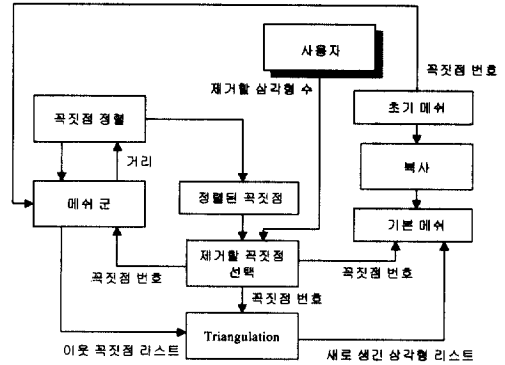 사용자
꼭짓점 번호
제거할 삼각형 수
꼭짓점 정렬
초기 메쉬
거리
복사
메쉬 군
정렬된 꼭짓점
기본 메쉬
제거할 꼭짓점
선택
꼭짓점 번호
꼭짓점 번호
꼭짓점 번호
Triangulation
이웃 꼭짓점 리스트
새로 생긴 삼각형 리스트